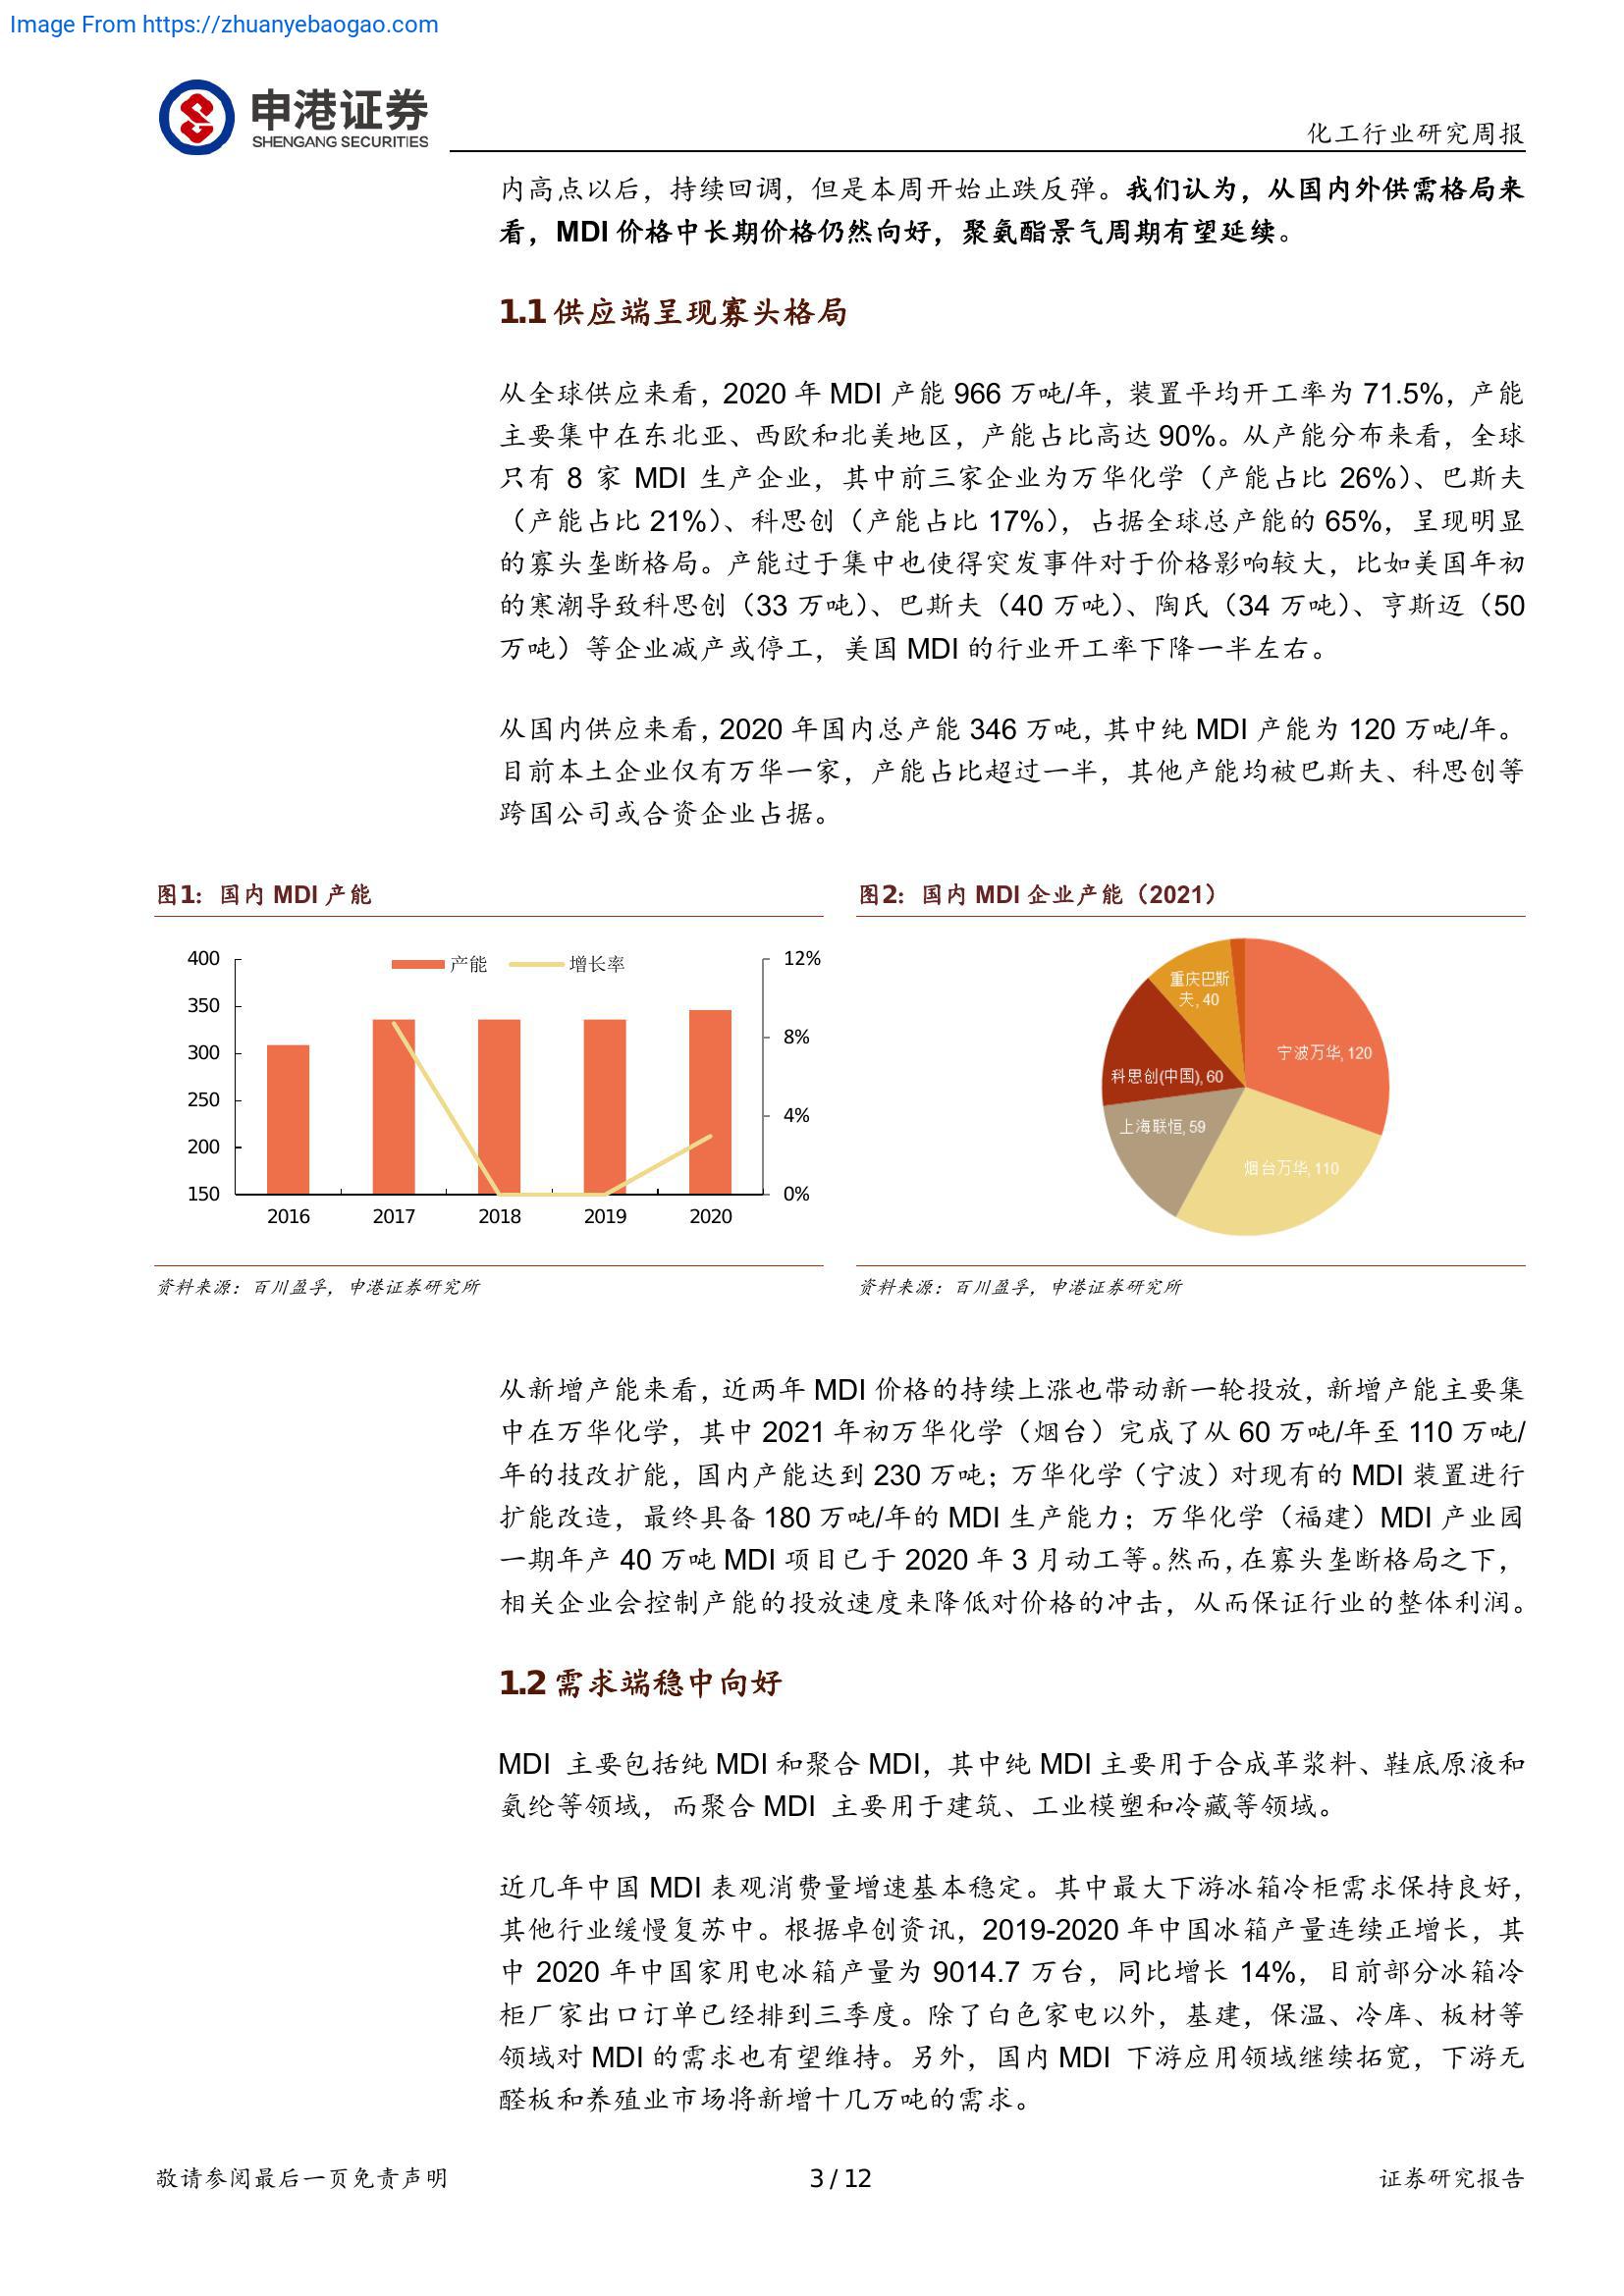 Image From https://zhuanyebaogao.com
申港证券
SHENGANG SECURITIES
化工行业研究周报
内高点以后，持续回调，但是本周开始止跌反弹。我们认为，从国内外供需格局来
看，MDI 价格中长期价格仍然向好，聚氨酯景气周期有望延续。
1.1 供应端呈现寡头格局
从全球供应来看，2020 年 MDI 产能 966 万吨/年，装置平均开工率为 71.5%，产能
主要集中在东北亚、西欧和北美地区，产能占比高达 90%。从产能分布来看，全球
只有 8 家 MDI 生产企业，其中前三家企业为万华化学（产能占比 26%）、巴斯夫
（产能占比 21%）、科思创（产能占比 17%），占据全球总产能的 65%，呈现明显
的寡头垄断格局。产能过于集中也使得突发事件对于价格影响较大，比如美国年初
的寒潮导致科思创（33 万吨）、巴斯夫（40 万吨）、陶氏（34 万吨）、亨斯迈（50
万吨）等企业减产或停工，美国 MDI 的行业开工率下降一半左右。
从国内供应来看，2020 年国内总产能 346 万吨，其中纯 MDI 产能为 120 万吨/年。
目前本土企业仅有万华一家，产能占比超过一半，其他产能均被巴斯夫、科思创等
跨国公司或合资企业占据。
图1：国内 MDI 产能
产能 增长率
400
350
300
250
200
150
12%
8%
4%
0%
2016 2017 2018 2019 2020
资料来源：百川盈孚，申港证券研究所
图2：国内 MDI 企业产能（2021）
重庆巴斯
夫, 40
宁波万华, 120
科思创(中国), 60
上海联恒, 59
烟台万华, 110
资料来源：百川盈孚，申港证券研究所
从新增产能来看，近两年 MDI 价格的持续上涨也带动新一轮投放，新增产能主要集
中在万华化学，其中 2021 年初万华化学（烟台）完成了从 60 万吨/年至 110 万吨/
年的技改扩能，国内产能达到 230 万吨；万华化学（宁波）对现有的 MDI 装置进行
扩能改造，最终具备 180 万吨/年的 MDI 生产能力；万华化学（福建）MDI 产业园
一期年产 40 万吨 MDI 项目已于 2020 年 3 月动工等。然而，在寡头垄断格局之下，
相关企业会控制产能的投放速度来降低对价格的冲击，从而保证行业的整体利润。
1.2 需求端稳中向好
MDI 主要包括纯 MDI 和聚合 MDI，其中纯 MDI 主要用于合成革浆料、鞋底原液和
氨纶等领域，而聚合 MDI 主要用于建筑、工业模塑和冷藏等领域。
近几年中国 MDI 表观消费量增速基本稳定。其中最大下游冰箱冷柜需求保持良好，
其他行业缓慢复苏中。根据卓创资讯，2019-2020 年中国冰箱产量连续正增长，其
中 2020 年中国家用电冰箱产量为 9014.7 万台，同比增长 14%，目前部分冰箱冷
柜厂家出口订单已经排到三季度。除了白色家电以外，基建，保温、冷库、板材等
领域对 MDI 的需求也有望维持。另外，国内 MDI 下游应用领域继续拓宽，下游无
醛板和养殖业市场将新增十几万吨的需求。
敬请参阅最后一页免责声明
3 / 12
证券研究报告